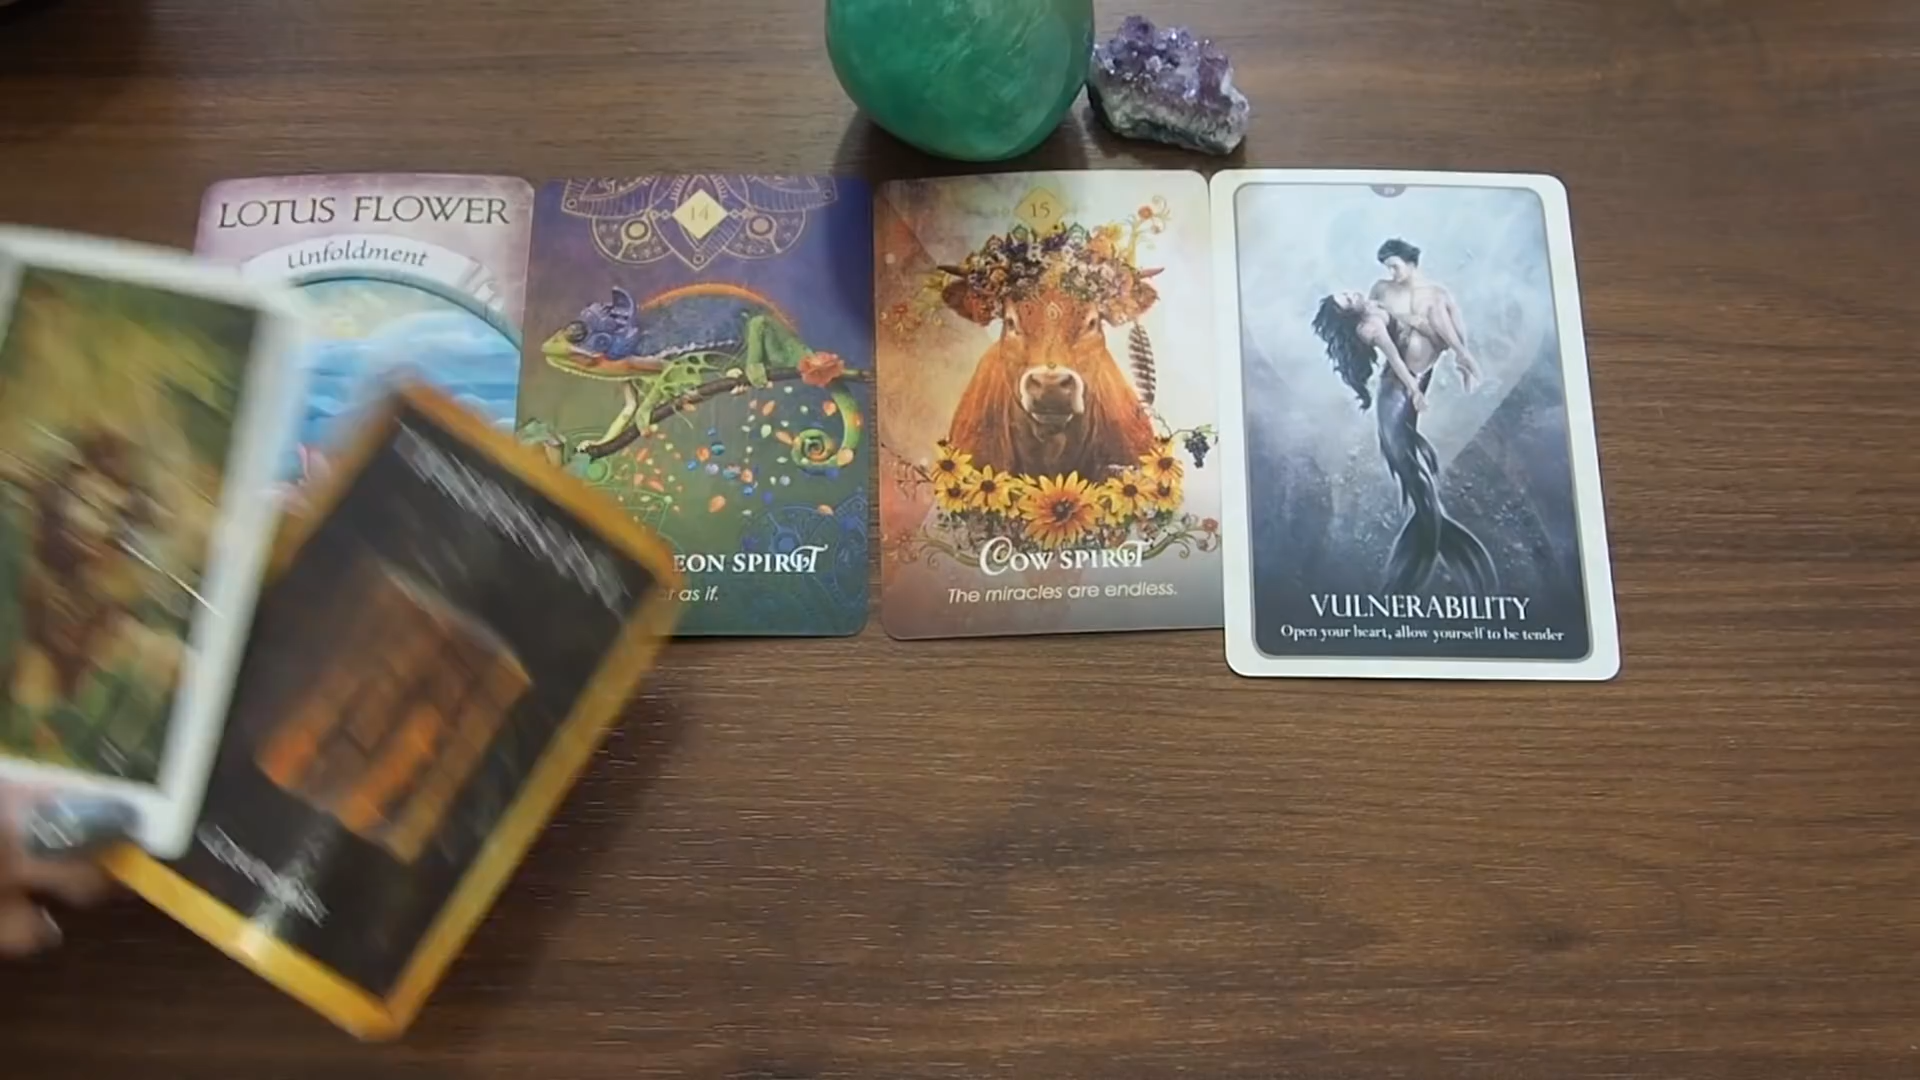 LOTUS FLOWER
Unfoldment
14
EON SPIRIT
as if.
15
COW SPIRIT
The miracles are endless.
VULNERABILITY
Open your heart, allow yourself to be tender